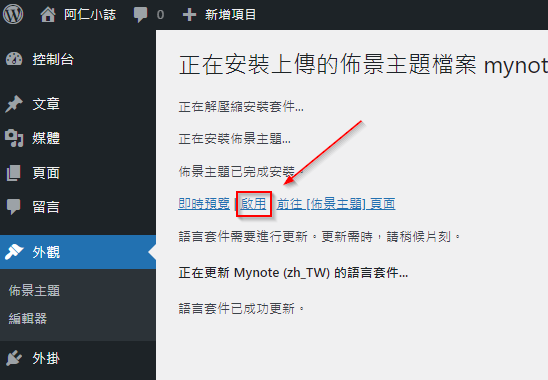 阿仁小誌 0 新增項目
控制台
文章
媒體
頁面
留言
外觀
佈景主題
編輯器
外掛
正在安裝上傳的佈景主題檔案 mynot
正在解壓縮安裝套件...
正在安裝佈景主題...
佈景主題已完成安裝。
即時預覽 | 啟用 | 前往 [佈景主題] 頁面
語言套件需要進行更新。更新需時，請稍候片刻。
正在更新 Mynote (zh_TW) 的語言套件...
語言套件已成功更新。